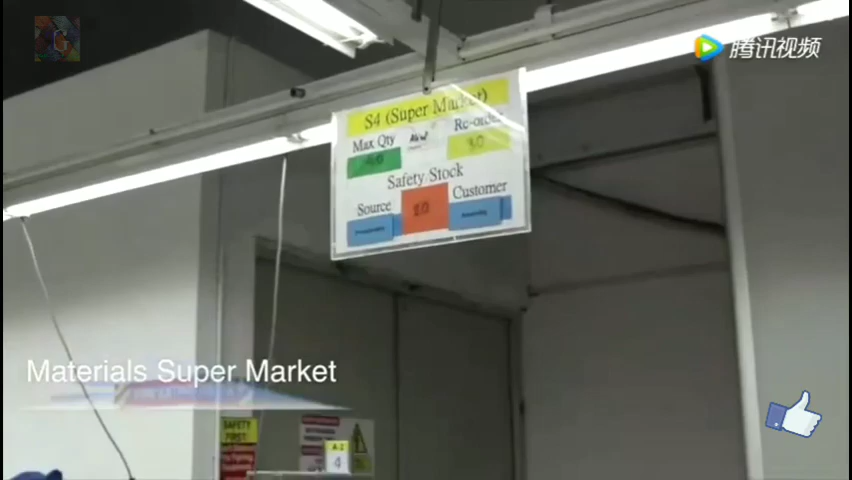 腾讯视频
S4 (Super Market)
Max Qty
Re-order
30
Safety Stock
Source
20
Customer
Materials Super Market
SAFETY
FIRST
A-2
4